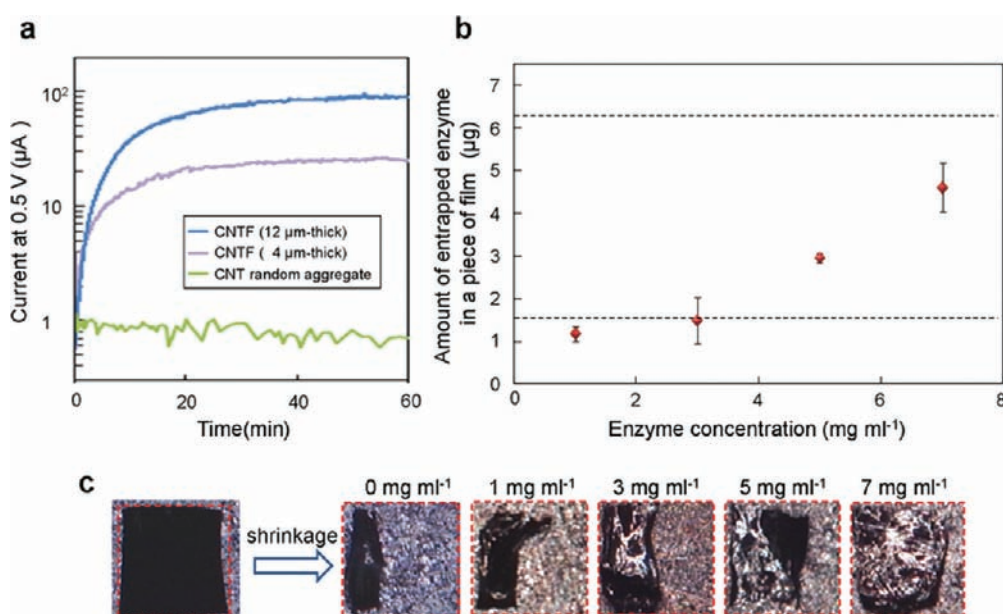 a
Current at 0.5 V (µA)
10²
10
1
0
20
40
60
Time(min)
CNTF (12 µm-thick)
CNTF ( 4 µm-thick)
CNT random aggregate
b
Amount of entrapped enzyme
in a piece of film (µg)
7
6
5
4
3
2
1
0
0
2
4
6
8
Enzyme concentration (mg ml⁻¹)
c
shrinkage
0 mg ml⁻¹
1 mg ml⁻¹
3 mg ml⁻¹
5 mg ml⁻¹
7 mg ml⁻¹